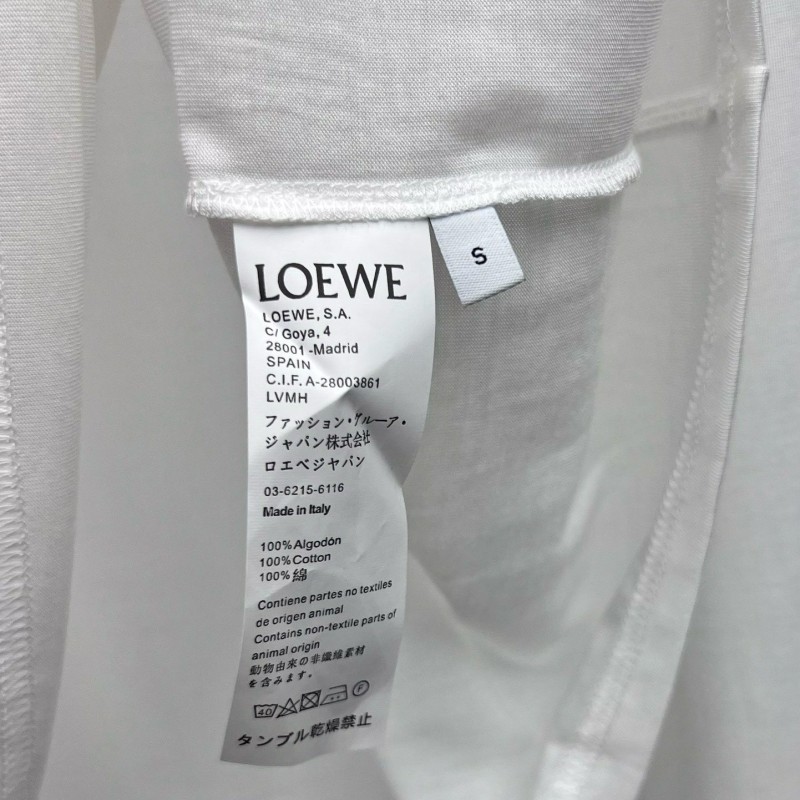 S
LOEWE
LOEWE, S.A.
C/ Goya, 4
28001 -Madrid
SPAIN
C.I.F. A-28003861
LVMH
ファッション・グループ・
ジャパン株式会社
ロエベジャパン
03-6215-6116
Made in Italy
100%Algodón
100%Cotton
100%綿
Contiene partes no textiles
de origen animal
Contains non-textile parts of
animal origin
動物由来の非繊維素材
を含みます。
40 F
タンブル乾燥禁止